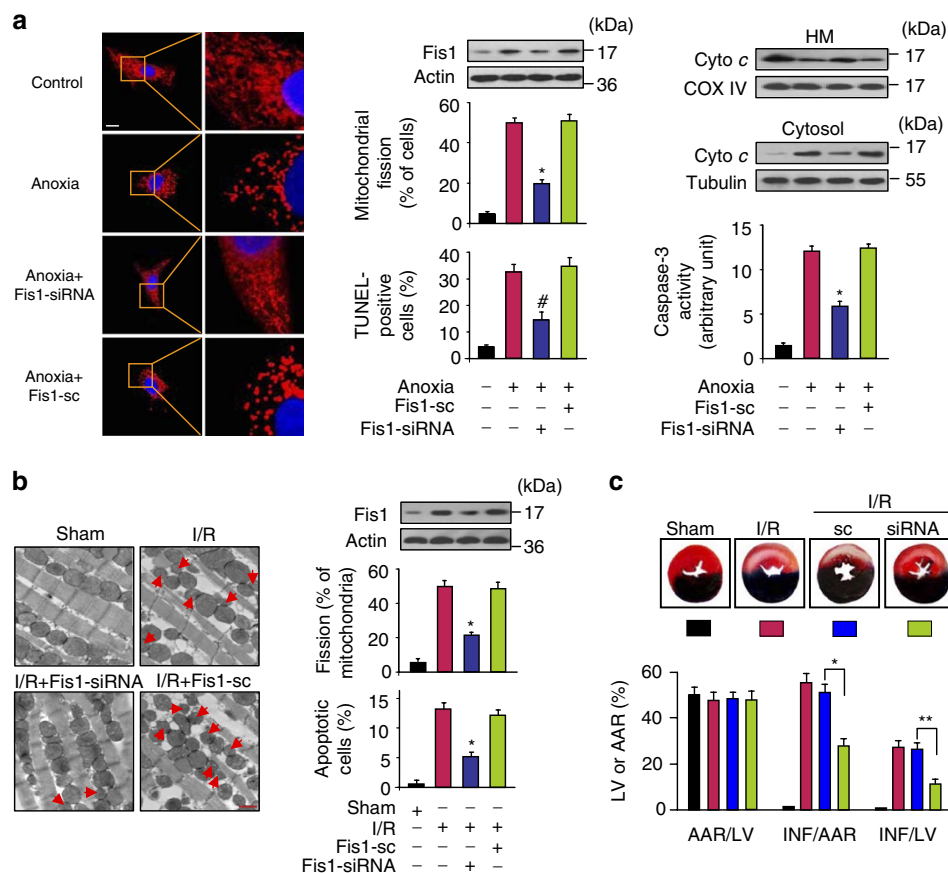 a
Control
Anoxia
Anoxia+
Fis1-siRNA
Anoxia+
Fis1-sc
(kDa)
Fis1
17
Actin
36
Mitochondrial
fission
(% of cells)
60
40
20
0
*
TUNEL-
positive
cells (%)
40
30
20
10
0
#
Anoxia – + + +
Fis1-sc – – – +
Fis1-siRNA – – + –
HM
(kDa)
Cyto c
17
COX IV
17
Cytosol
(kDa)
Cyto c
17
Tubulin
55
Caspase-3
activity
(arbitrary unit)
15
10
5
0
*
Anoxia – + + +
Fis1-sc – – – +
Fis1-siRNA – – + –
b
Sham
I/R
I/R+Fis1-siRNA
I/R+Fis1-sc
(kDa)
Fis1
17
Actin
36
Fission (% of
mitochondria)
60
40
20
0
*
Apoptotic
cells (%)
15
10
5
0
*
Sham + – – –
I/R – + + +
Fis1-sc – – – +
Fis1-siRNA – – + –
c
I/R
Sham
I/R
sc
siRNA
LV or AAR (%)
60
40
20
0
*
**
AAR/LV
INF/AAR
INF/LV